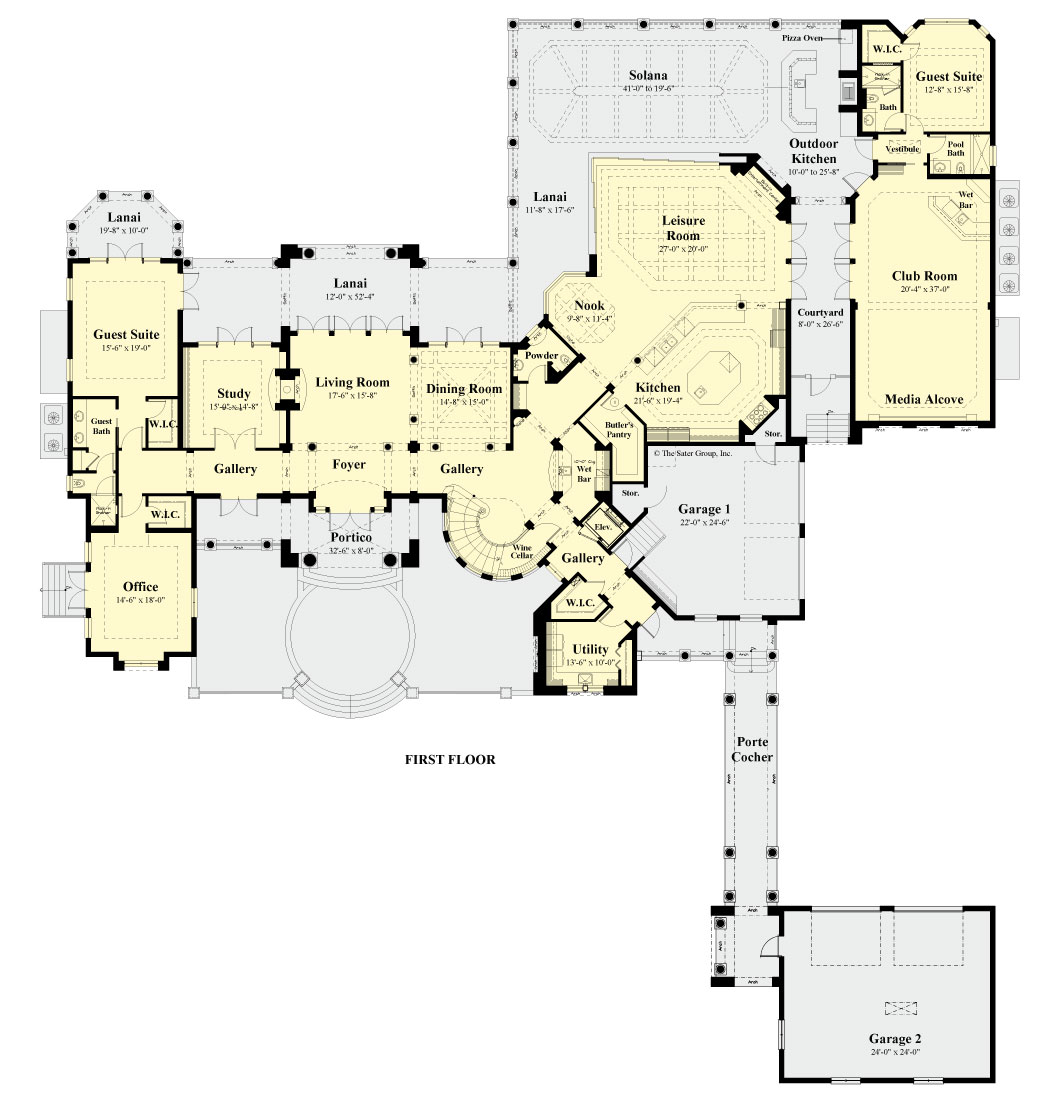 Pizza Oven
W.I.C.
Solana
41'-0" to 19'-6"
Guest Suite
12'-8" x 15'-8"
Bath
Outdoor
Kitchen
10'-0" to 25'-8"
Vestibule
Pool
Bath
Lanai
11'-8" x 17'-6"
Wet
Bar
Lanai
19'-8" x 10'-0"
Leisure
Room
27'-0" x 20'-0"
Club Room
20'-4" x 37'-0"
Lanai
12'-0" x 52'-4"
Nook
9'-8" x 11'-4"
Courtyard
8'-0" x 26'-6"
Guest Suite
15'-6" x 19'-0"
Powder
Study
15'-0" x 14'-8"
Living Room
17'-6" x 15'-8"
Dining Room
14'-8" x 15'-0"
Kitchen
21'-6" x 19'-4"
Media Alcove
Guest
Bath
W.I.C.
Butler's
Pantry
Stor.
Gallery
Foyer
Gallery
Wet
Bar
© The Sater Group, Inc.
Stor.
W.I.C.
Garage 1
22'-0" x 24'-6"
Elev.
Portico
32'-6" x 8'-0"
Wine
Cellar
Gallery
Office
14'-6" x 18'-0"
W.I.C.
Utility
13'-6" x 10'-0"
FIRST FLOOR
Porte
Cocher
Garage 2
24'-0" x 24'-0"